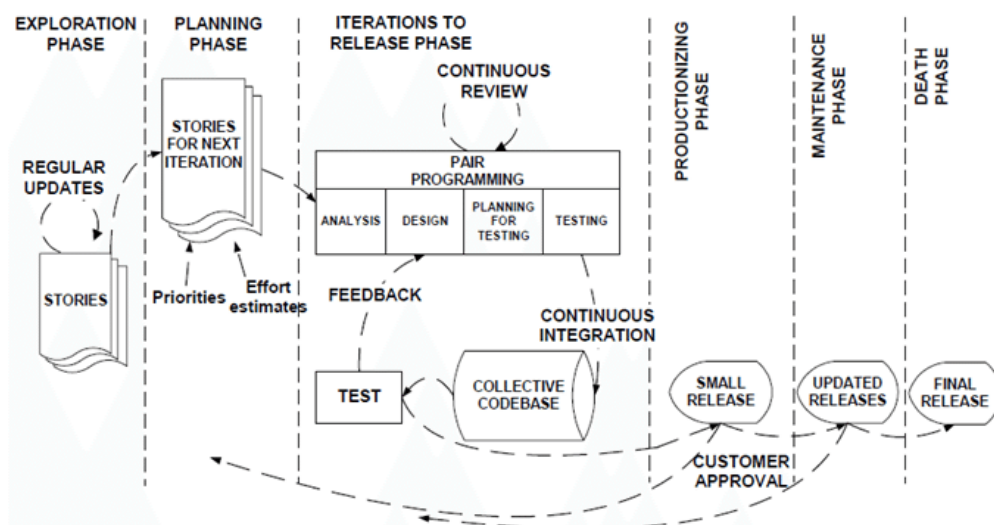 EXPLORATION
PHASE
PLANNING
PHASE
ITERATIONS TO
RELEASE PHASE
PRODUCTIONIZING
PHASE
MAINTENANCE
PHASE
DEATH
PHASE
REGULAR
UPDATES
STORIES
STORIES
FOR NEXT
ITERATION
Priorities
Effort
estimates
CONTINUOUS
REVIEW
PAIR
PROGRAMMING
ANALYSIS
DESIGN
PLANNING
FOR
TESTING
TESTING
FEEDBACK
CONTINUOUS
INTEGRATION
TEST
COLLECTIVE
CODEBASE
SMALL
RELEASE
UPDATED
RELEASES
FINAL
RELEASE
CUSTOMER
APPROVAL